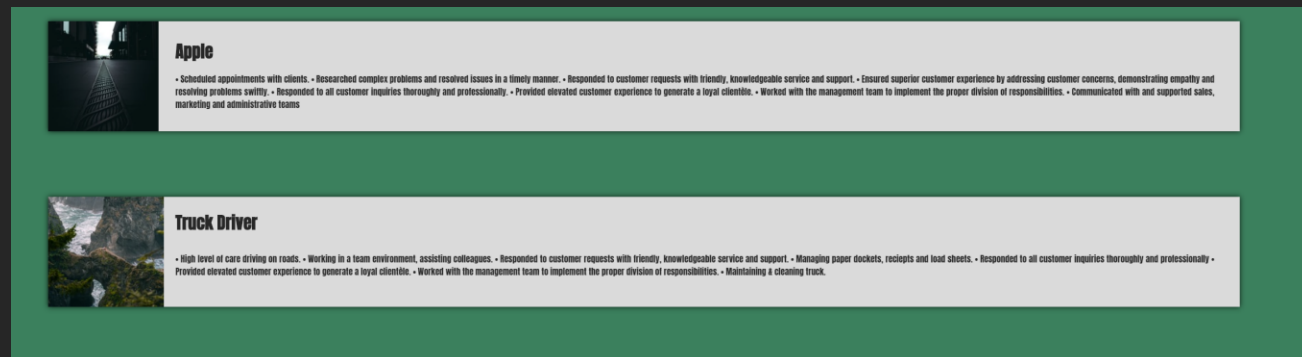 Apple
• Scheduled appointments with clients. • Researched complex problems and resolved issues in a timely manner. • Responded to customer requests with friendly, knowledgeable service and support. • Ensured superior customer experience by addressing customer concerns, demonstrating empathy and
resolving problems swiftly. • Responded to all customer inquiries thoroughly and professionally. • Provided elevated customer experience to generate a loyal clientèle. • Worked with the management team to implement the proper division of responsibilities. • Communicated with and supported sales,
marketing and administrative teams
Truck Driver
• High level of care driving on roads. • Working in a team environment, assisting colleagues. • Responded to customer requests with friendly, knowledgeable service and support. • Managing paper dockets, reciepts and load sheets. • Responded to all customer inquiries thoroughly and professionally •
Provided elevated customer experience to generate a loyal clientèle. • Worked with the management team to implement the proper division of responsibilities. • Maintaining & cleaning truck.